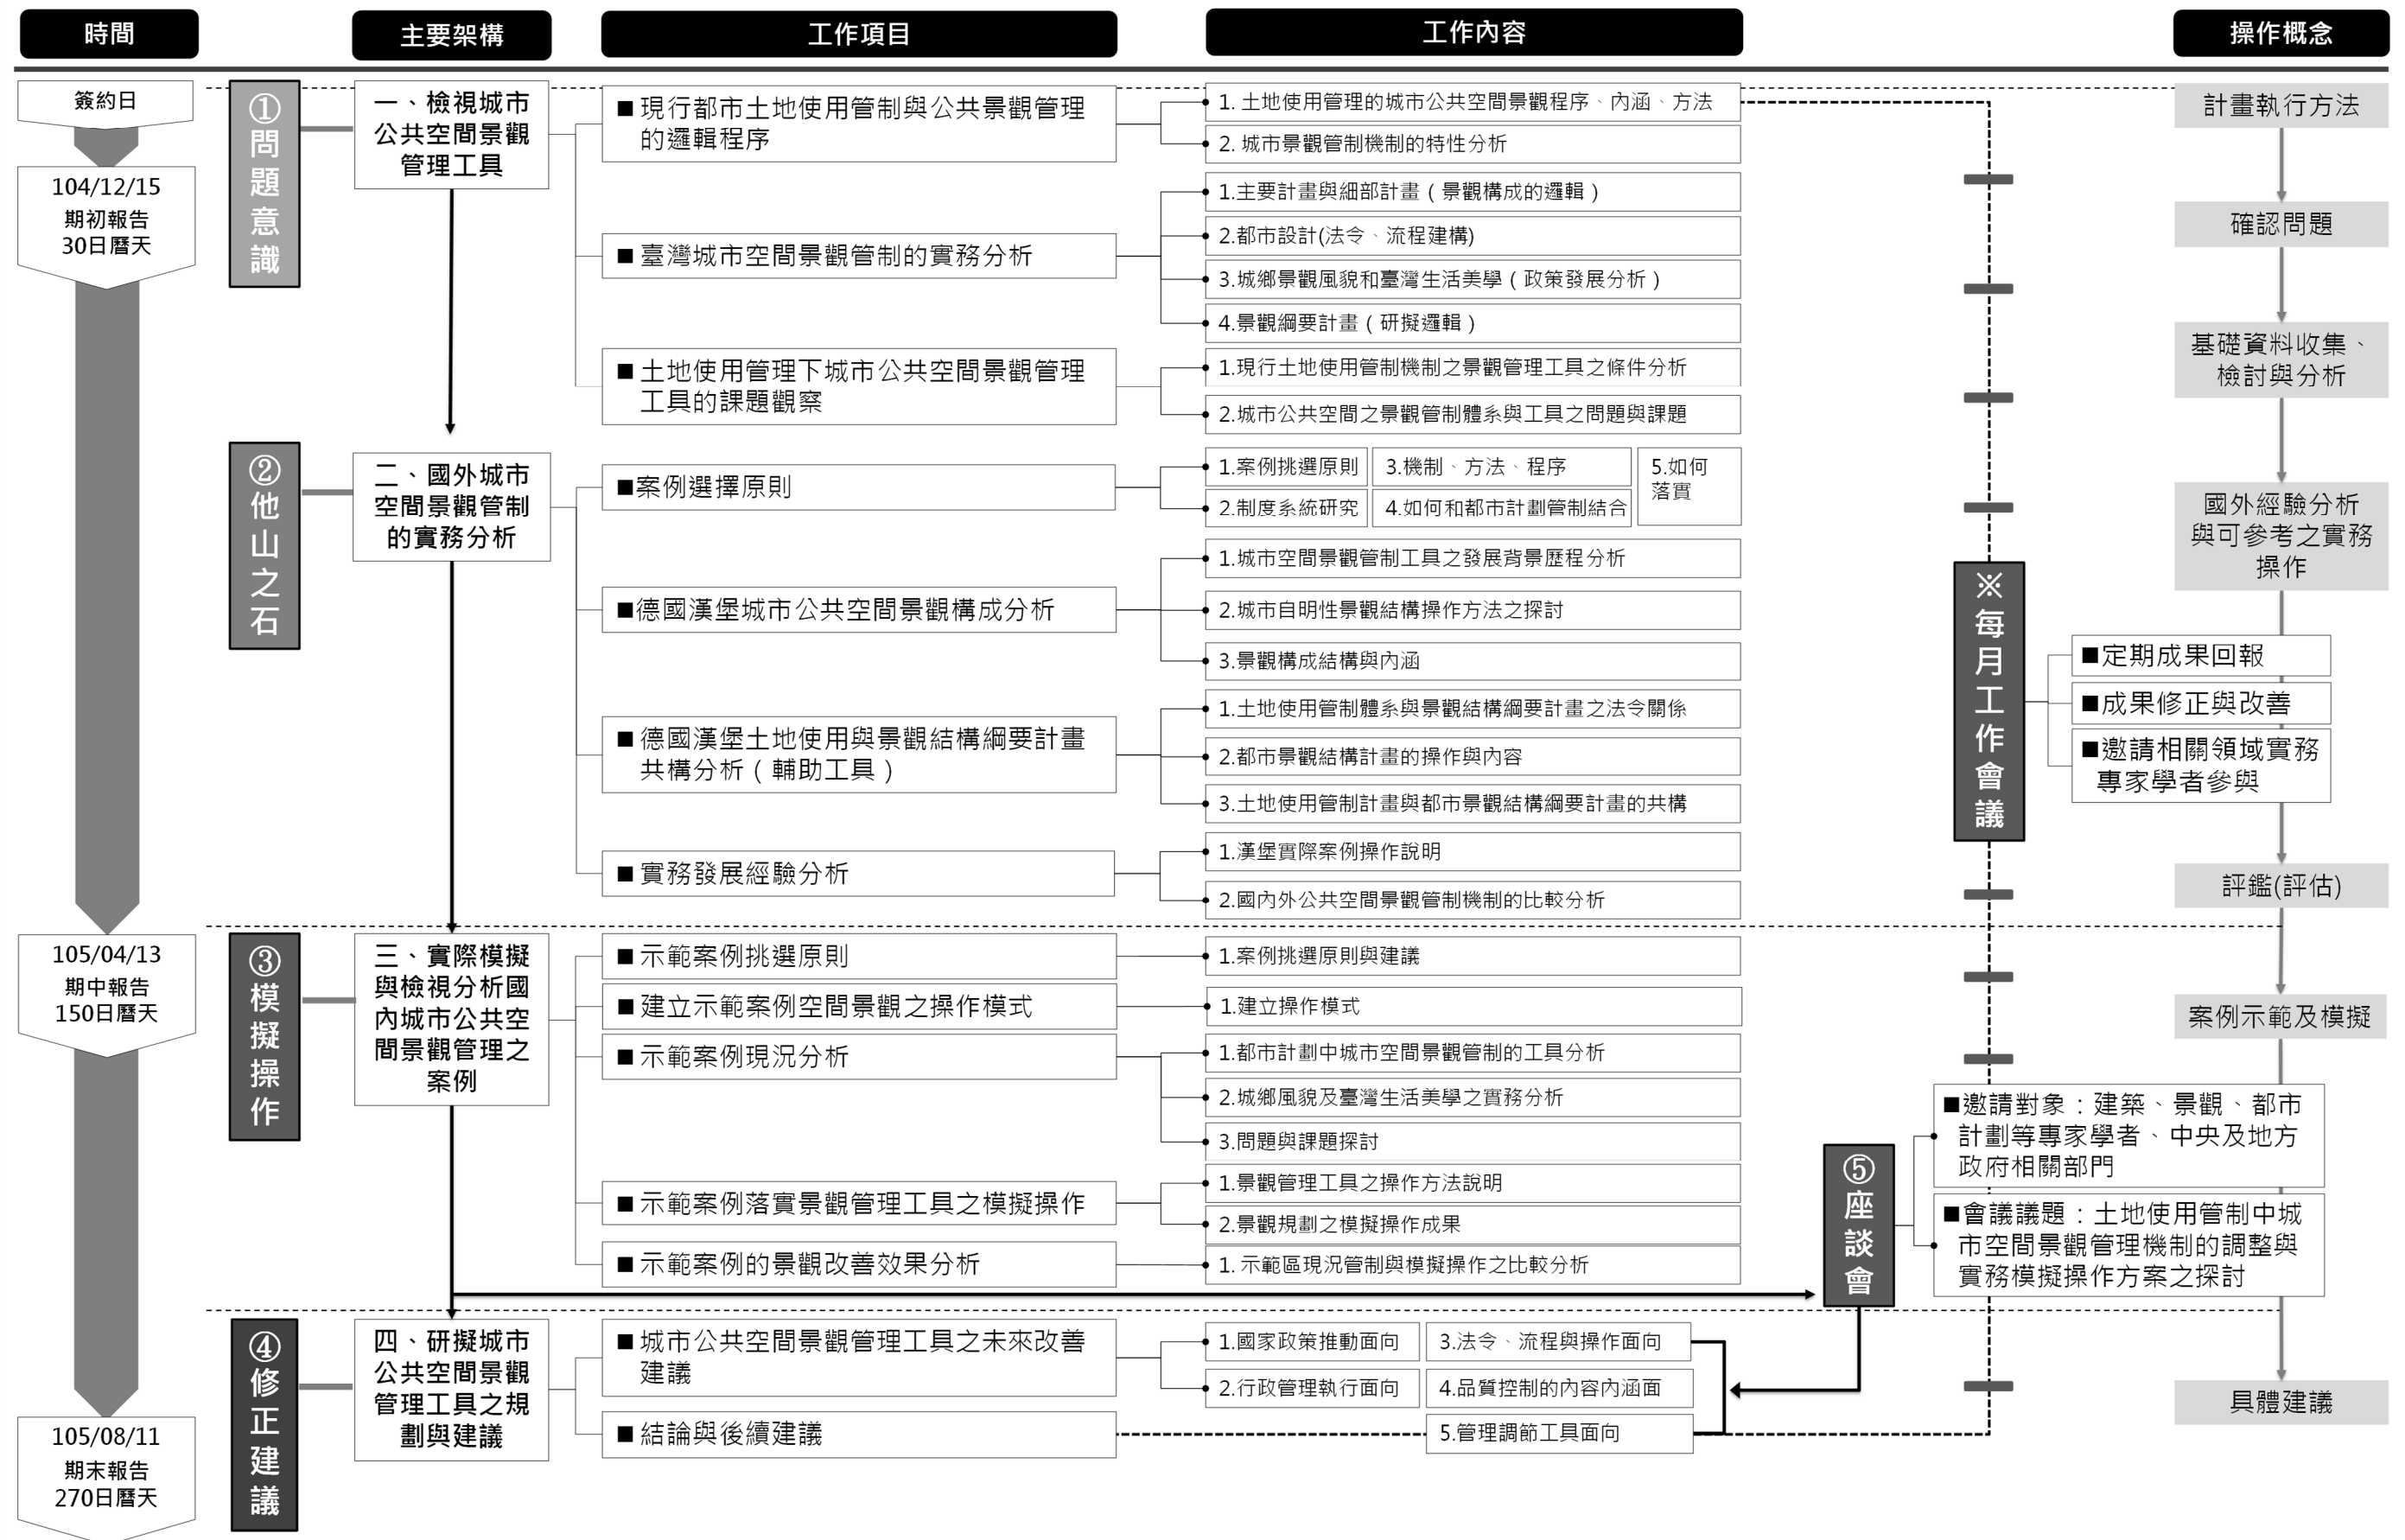 時間
主要架構
工作項目
工作內容
操作概念
簽約日
104/12/15
期初報告
30日曆天
105/04/13
期中報告
150日曆天
105/08/11
期末報告
270日曆天
①問題意識
一、檢視城市
公共空間景觀
管理工具
■現行都市土地使用管制與公共景觀管理
的邏輯程序
1. 土地使用管理的城市公共空間景觀程序、內涵、方法
2. 城市景觀管制機制的特性分析
■臺灣城市空間景觀管制的實務分析
1.主要計畫與細部計畫（景觀構成的邏輯）
2.都市設計(法令、流程建構)
3.城鄉景觀風貌和臺灣生活美學（政策發展分析）
4.景觀綱要計畫（研擬邏輯）
■土地使用管理下城市公共空間景觀管理
工具的課題觀察
1.現行土地使用管制機制之景觀管理工具之條件分析
2.城市公共空間之景觀管制體系與工具之問題與課題
②他山之石
二、國外城市
空間景觀管制
的實務分析
■案例選擇原則
1.案例挑選原則
2.制度系統研究
3.機制、方法、程序
4.如何和都市計劃管制結合
5.如何
落實
■德國漢堡城市公共空間景觀構成分析
1.城市空間景觀管制工具之發展背景歷程分析
2.城市自明性景觀結構操作方法之探討
3.景觀構成結構與內涵
■德國漢堡土地使用與景觀結構綱要計畫
共構分析（輔助工具）
1.土地使用管制體系與景觀結構綱要計畫之法令關係
2.都市景觀結構計畫的操作與內容
3.土地使用管制計畫與都市景觀結構綱要計畫的共構
■實務發展經驗分析
1.漢堡實際案例操作說明
2.國內外公共空間景觀管制機制的比較分析
③模擬操作
三、實際模擬
與檢視分析國
內城市公共空
間景觀管理之
案例
■示範案例挑選原則
1.案例挑選原則與建議
■建立示範案例空間景觀之操作模式
1.建立操作模式
■示範案例現況分析
1.都市計劃中城市空間景觀管制的工具分析
2.城鄉風貌及臺灣生活美學之實務分析
3.問題與課題探討
■示範案例落實景觀管理工具之模擬操作
1.景觀管理工具之操作方法說明
2.景觀規劃之模擬操作成果
■示範案例的景觀改善效果分析
1. 示範區現況管制與模擬操作之比較分析
④修正建議
四、研擬城市
公共空間景觀
管理工具之規
劃與建議
■城市公共空間景觀管理工具之未來改善
建議
1.國家政策推動面向
2.行政管理執行面向
3.法令、流程與操作面向
4.品質控制的內容內涵面
5.管理調節工具面向
■結論與後續建議
※每月工作會議
■定期成果回報
■成果修正與改善
■邀請相關領域實務
專家學者參與
⑤座談會
■邀請對象：建築、景觀、都市
計劃等專家學者、中央及地方
政府相關部門
■會議議題：土地使用管制中城
市空間景觀管理機制的調整與
實務模擬操作方案之探討
計畫執行方法
確認問題
基礎資料收集、
檢討與分析
國外經驗分析
與可參考之實務
操作
評鑑(評估)
案例示範及模擬
具體建議